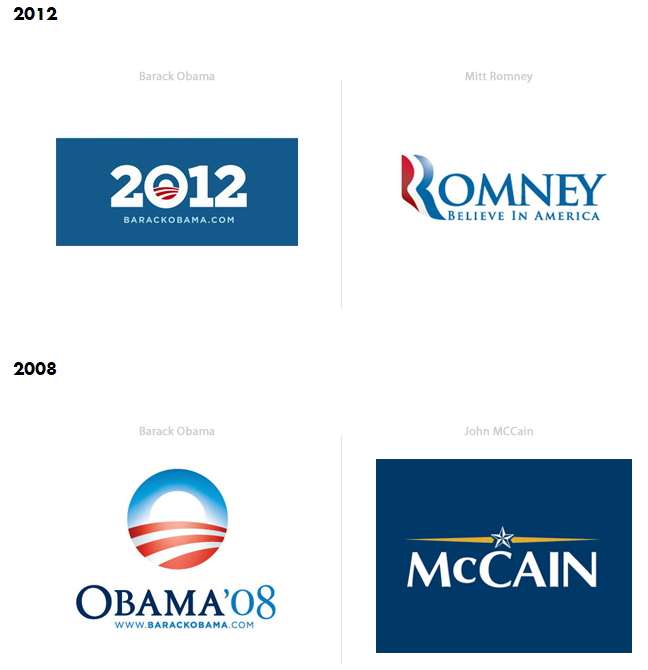 2012
Barack Obama
Mitt Romney
2012
BARACKOBAMA.COM
ROMNEY
BELIEVE IN AMERICA
2008
Barack Obama
John MCCain
OBAMA'08
WWW.BARACKOBAMA.COM
McCAIN